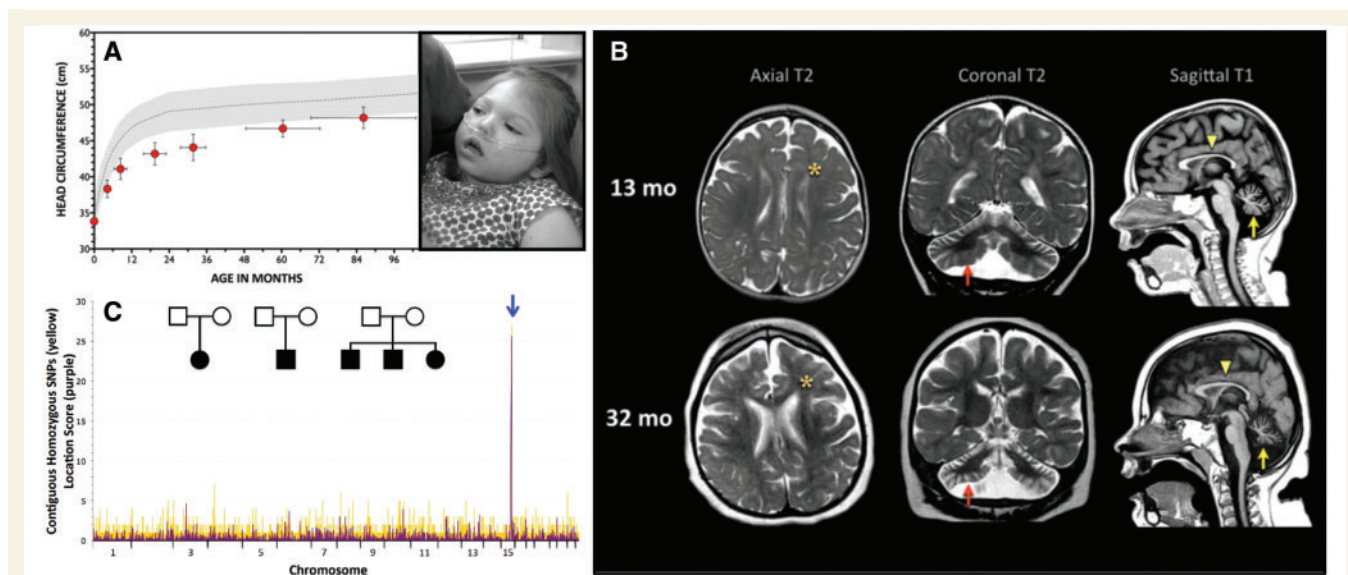 A
HEAD CIRCUMFERENCE (cm)
60
55
50
45
40
35
30
0 12 24 36 48 60 72 84 96
AGE IN MONTHS
B
Axial T2 Coronal T2 Sagittal T1
13 mo
*
32 mo
*
C
Contiguous Homozygous SNPs (yellow)
Location Score (purple)
30
25
20
15
10
5
0
1 3 5 7 9 11 13 15
Chromosome